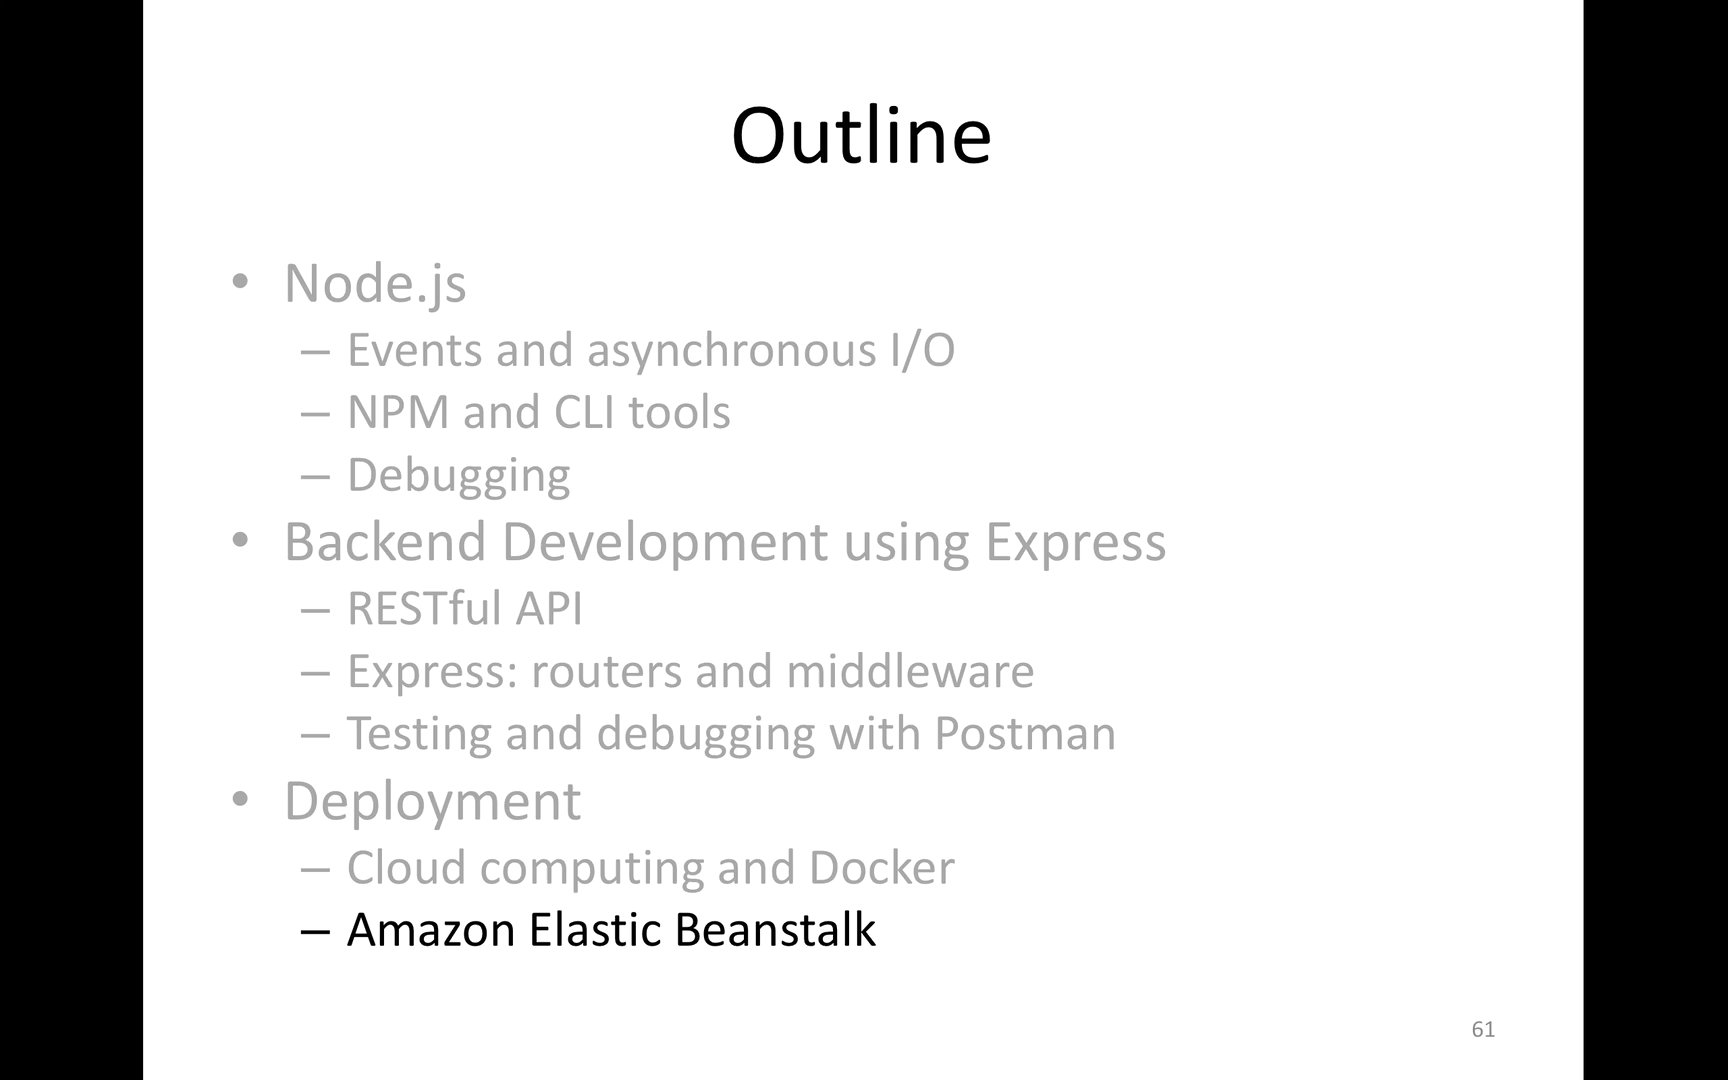 Outline
• Node.js
– Events and asynchronous I/O
– NPM and CLI tools
– Debugging
• Backend Development using Express
– RESTful API
– Express: routers and middleware
– Testing and debugging with Postman
• Deployment
– Cloud computing and Docker
– Amazon Elastic Beanstalk
61